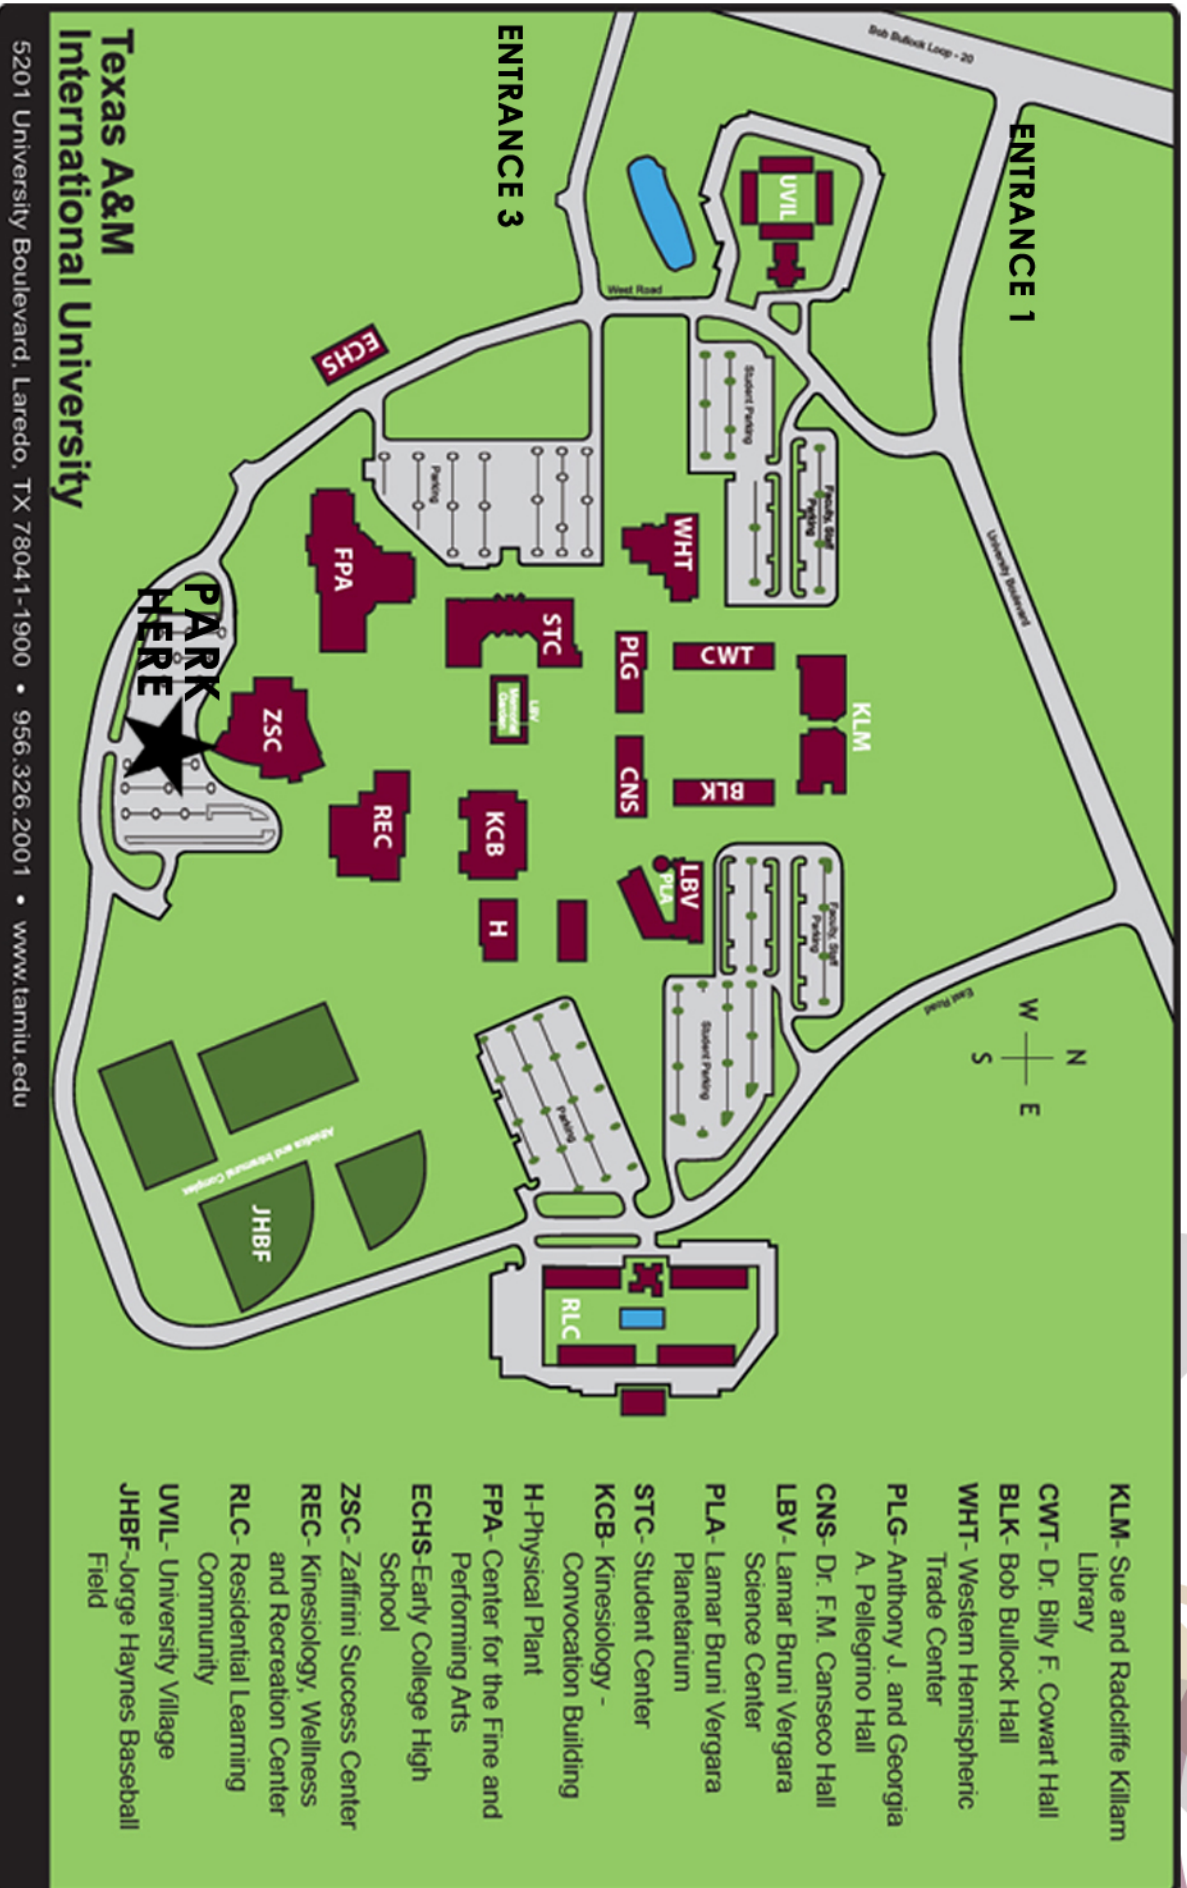 Bob Bullock Loop - 20
ENTRANCE 1
ENTRANCE 3
UVIL
West Road
Student Parking
Faculty, Staff
Parking
University Boulevard
ECHS
Parking
FPA
WHT
STC
PLG
CWT
KLM
LBV
Memorial
Garden
CNS
BLK
PARK
HERE
ZSC
REC
KCB
H
LBV
PLA
Faculty, Staff
Parking
Student Parking
East Road
N
W
E
S
Parking
Athletics and Intramural Complex
JHBF
RLC
KLM- Sue and Radcliffe Killam
Library
CWT- Dr. Billy F. Cowart Hall
BLK- Bob Bullock Hall
WHT- Western Hemispheric
Trade Center
PLG- Anthony J. and Georgia
A. Pellegrino Hall
CNS- Dr. F.M. Canseco Hall
LBV- Lamar Bruni Vergara
Science Center
PLA- Lamar Bruni Vergara
Planetarium
STC- Student Center
KCB- Kinesiology -
Convocation Building
H-Physical Plant
FPA- Center for the Fine and
Performing Arts
ECHS-Early College High
School
ZSC- Zaffirini Success Center
REC- Kinesiology, Wellness
and Recreation Center
RLC- Residential Learning
Community
UVIL- University Village
JHBF-Jorge Haynes Baseball
Field
Texas A&M
International University
5201 University Boulevard, Laredo, TX 78041-1900 • 956.326.2001 • www.tamiu.edu